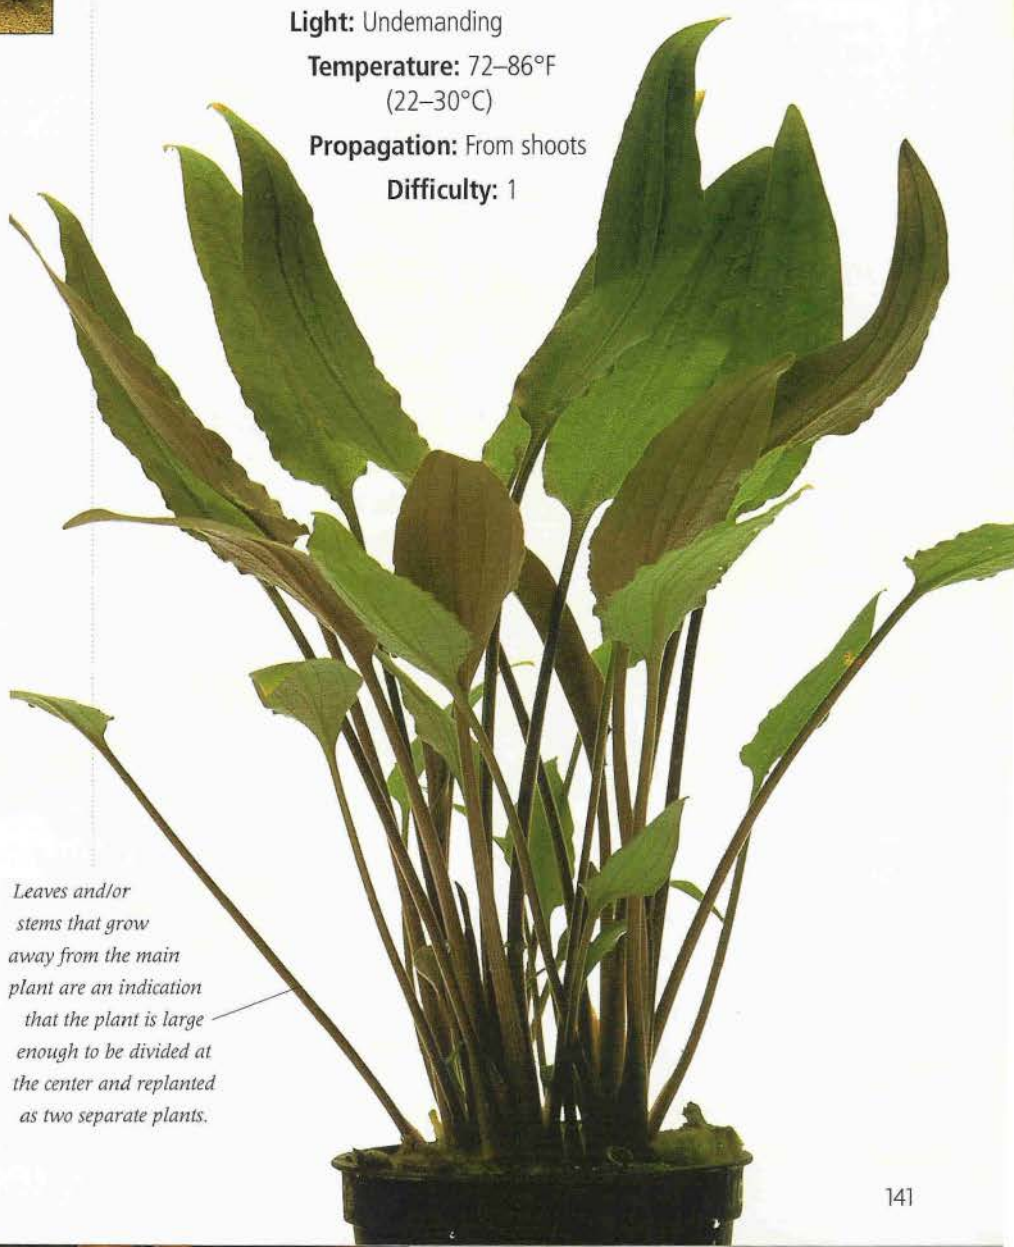 Light: Undemanding
Temperature: 72–86°F
(22–30°C)
Propagation: From shoots
Difficulty: 1
Leaves and/or
stems that grow
away from the main
plant are an indication
that the plant is large
enough to be divided at
the center and replanted
as two separate plants.
141